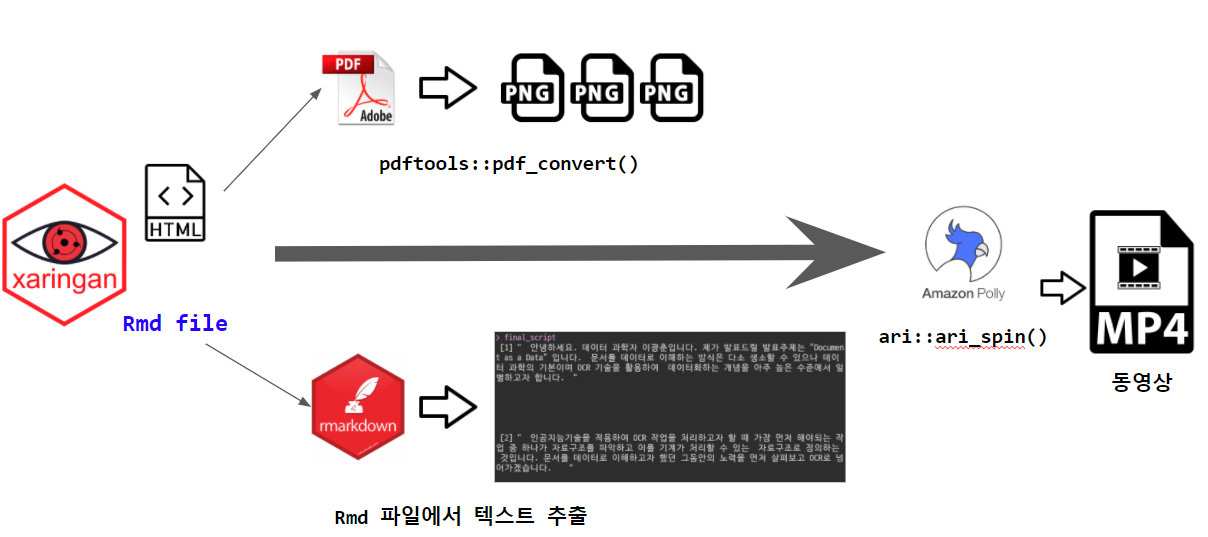 PDF
Adobe
PNG
PNG
PNG
pdftools::pdf_convert()
HTML
xaringan
Rmd file
Amazon Polly
ari::ari_spin()
MP4
동영상
rmarkdown
> final_script
[1] " 안녕하세요. 데이터 과학자 이광춘입니다. 제가 발표드릴 발표주제는 "Documen
t as a Data" 입니다. 문서를 데이터로 이해하는 방식은 다소 생소할 수 있으나 데이
터 과학의 기본이며 OCR 기술을 활용하여 데이터화하는 개념을 아주 높은 수준에서 일
별하고자 합니다. "
[2] " 인공지능기술을 적용하여 OCR 작업을 처리하고자 할 때 가장 먼저 해야되는 작
업 중 하나가 자료구조를 파악하고 이를 기계가 처리할 수 있는 자료구조로 정의하는
것입니다. 문서를 데이터로 이해하고자 했던 그동안의 노력을 먼저 살펴보고 OCR로 넘
어가겠습니다. "
Rmd 파일에서 텍스트 추출